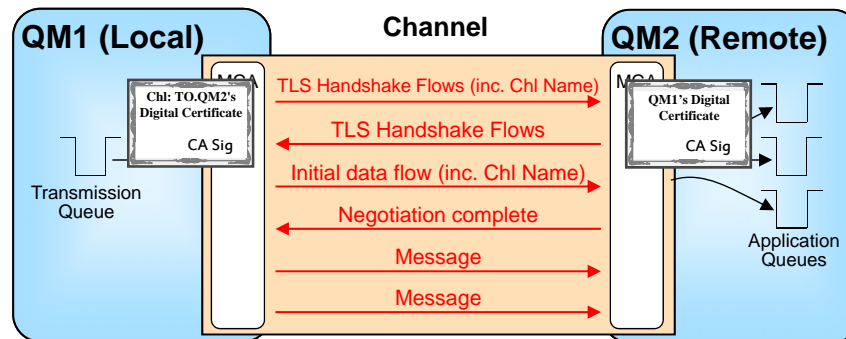 QM1 (Local)
Channel
QM2 (Remote)
MCA
MCA
TLS Handshake Flows (inc. Chl Name)
Chl: TO.QM2's
Digital Certificate
CA Sig
QM1's Digital
Certificate
CA Sig
TLS Handshake Flows
Initial data flow (inc. Chl Name)
Transmission
Queue
Negotiation complete
Application
Queues
Message
Message